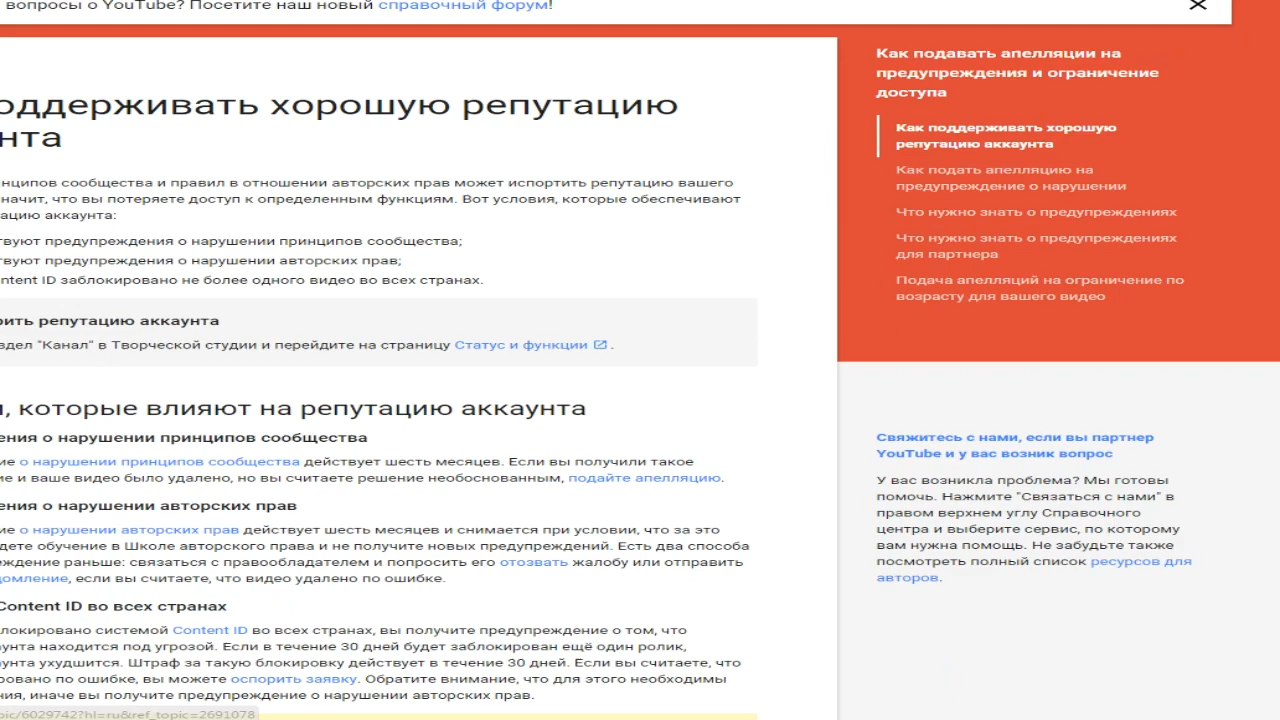 вопросы о YouTube? Посетите наш новый справочный форум!
оддерживать хорошую репутацию
нта
нципов сообщества и правил в отношении авторских прав может испортить репутацию вашего
начит, что вы потеряете доступ к определенным функциям. Вот условия, которые обеспечивают
ацию аккаунта:
твуют предупреждения о нарушении принципов сообщества;
твуют предупреждения о нарушении авторских прав;
ntent ID заблокировано не более одного видео во всех странах.
рить репутацию аккаунта
здел "Канал" в Творческой студии и перейдите на страницу Статус и функции .
, которые влияют на репутацию аккаунта
ения о нарушении принципов сообщества
ие о нарушении принципов сообщества действует шесть месяцев. Если вы получили такое
ие и ваше видео было удалено, но вы считаете решение необоснованным, подайте апелляцию.
ения о нарушении авторских прав
ие о нарушении авторских прав действует шесть месяцев и снимается при условии, что за это
дете обучение в Школе авторского права и не получите новых предупреждений. Есть два способа
еждение раньше: связаться с правообладателем и попросить его отозвать жалобу или отправить
домление, если вы считаете, что видео удалено по ошибке.
Content ID во всех странах
локировано системой Content ID во всех странах, вы получите предупреждение о том, что
унта находится под угрозой. Если в течение 30 дней будет заблокирован ещё один ролик,
унта ухудшится. Штраф за такую блокировку действует в течение 30 дней. Если вы считаете, что
ровано по ошибке, вы можете оспорить заявку. Обратите внимание, что для этого необходимы
ния, иначе вы получите предупреждение о нарушении авторских прав.
pic/6029742?hl=ru&ref_topic=2691078
Как подавать апелляции на
предупреждения и ограничение
доступа
Как поддерживать хорошую
репутацию аккаунта
Как подать апелляцию на
предупреждение о нарушении
Что нужно знать о предупреждениях
Что нужно знать о предупреждениях
для партнера
Подача апелляций на ограничение по
возрасту для вашего видео
Свяжитесь с нами, если вы партнер
YouTube и у вас возник вопрос
У вас возникла проблема? Мы готовы
помочь. Нажмите "Связаться с нами" в
правом верхнем углу Справочного
центра и выберите сервис, по которому
вам нужна помощь. Не забудьте также
посмотреть полный список ресурсов для
авторов.